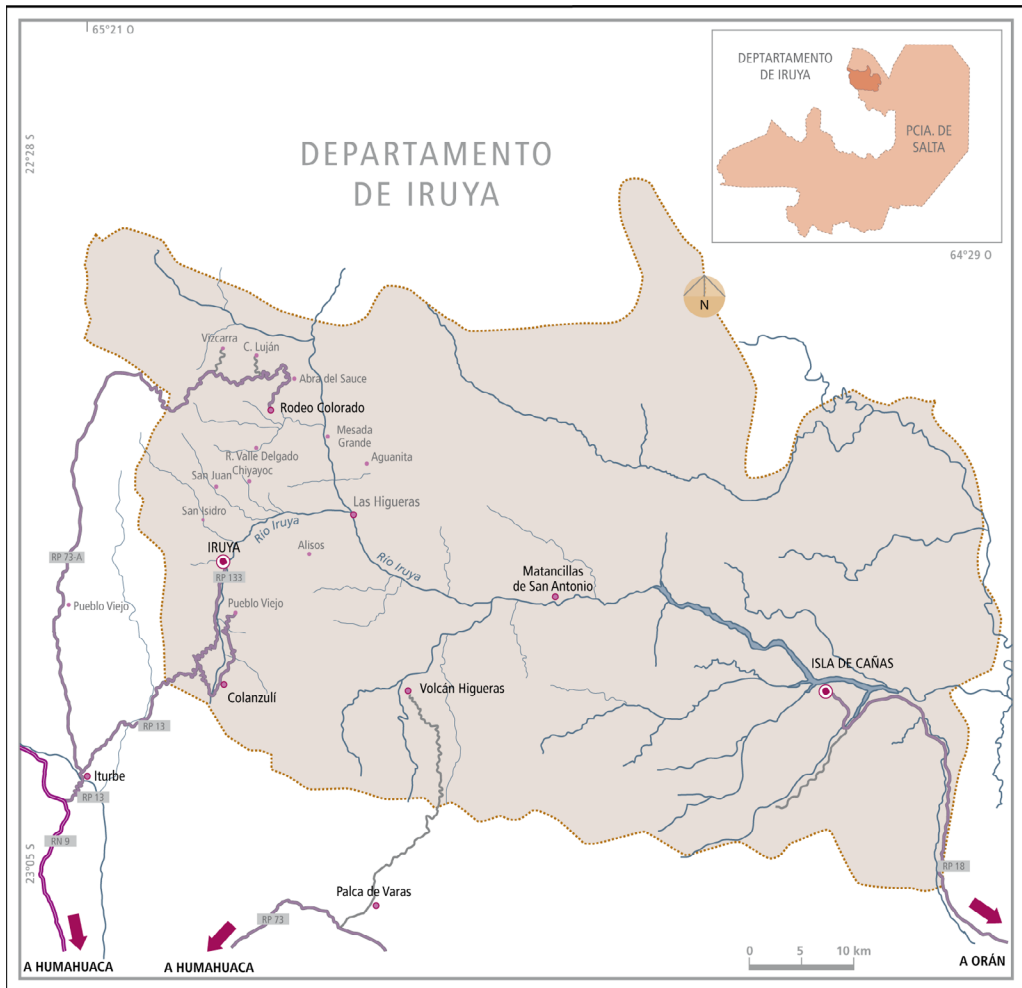 65°21 O
22°28 S
DEPARTAMENTO
DE IRUYA
DEPTARTAMENTO
DE IRUYA
PCIA. DE
SALTA
64°29 O
N
Vizcarra
C. Luján
Abra del Sauce
Rodeo Colorado
Mesada
Grande
R. Valle Delgado
Aguanita
Chiyayoc
San Juan
San Isidro
Las Higueras
Río Iruya
IRUYA
Alisos
RP 73-A
RP 133
Río Iruya
Matancillas
de San Antonio
Pueblo Viejo
Pueblo Viejo
ISLA DE CAÑAS
Colanzulí
Volcán Higueras
RP 13
Iturbe
RP 13
RN 9
23°05 S
RP 18
Palca de Varas
RP 73
A HUMAHUACA
A HUMAHUACA
0 5 10 km
A ORÁN